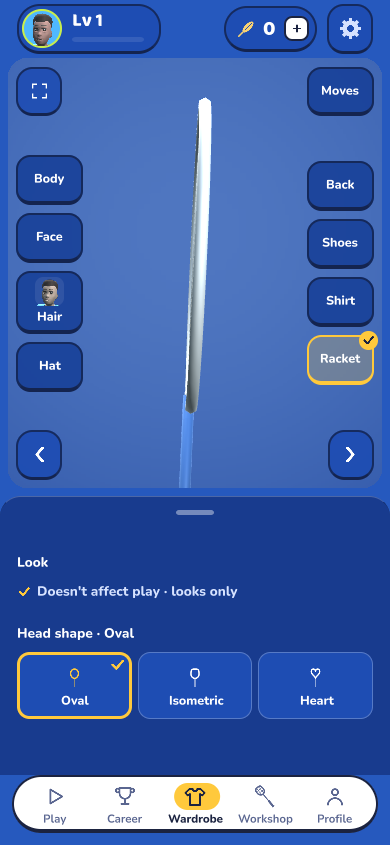 Lv 1
0
+
Moves
Body
Back
Face
Shoes
Hair
Shirt
Hat
Racket
Look
Doesn't affect play · looks only
Head shape · Oval
Oval
Isometric
Heart
Play
Career
Wardrobe
Workshop
Profile